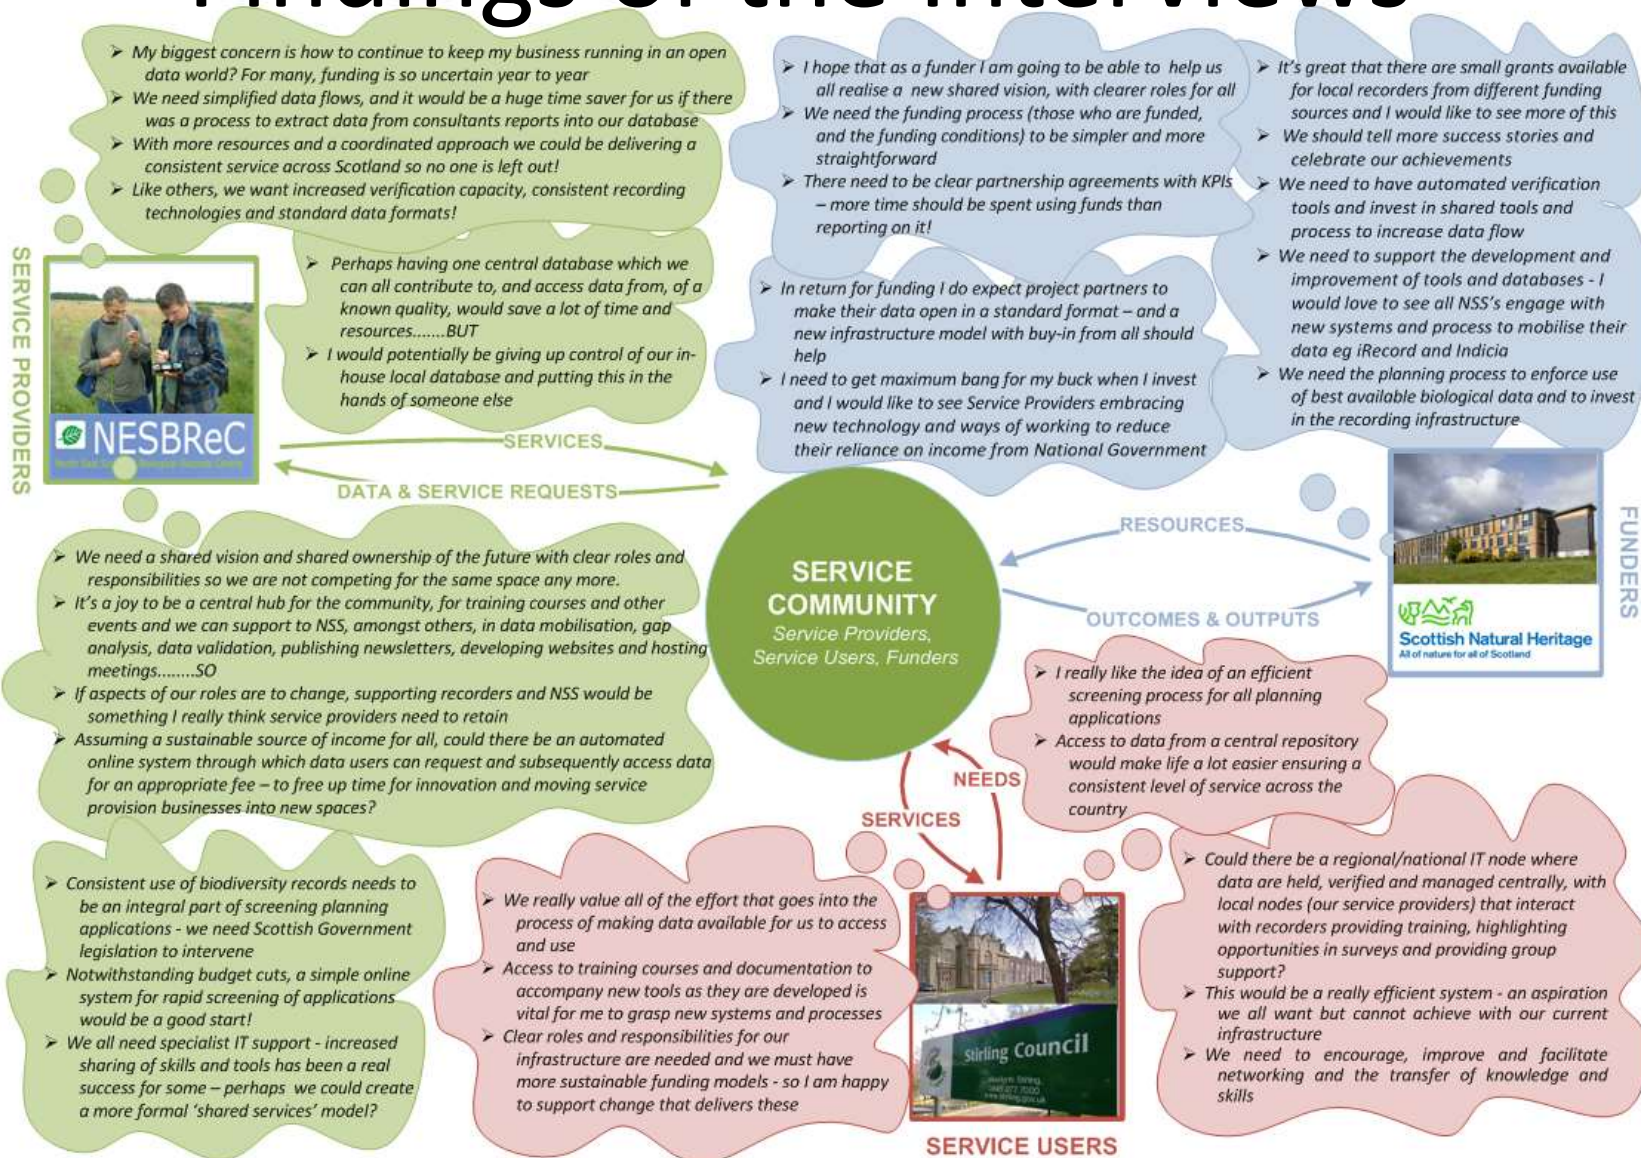 Findings of the Interviews
➢ My biggest concern is how to continue to keep my business running in an open
data world? For many, funding is so uncertain year to year
➢ We need simplified data flows, and it would be a huge time saver for us if there
was a process to extract data from consultants reports into our database
➢ With more resources and a coordinated approach we could be delivering a
consistent service across Scotland so no one is left out!
➢ Like others, we want increased verification capacity, consistent recording
technologies and standard data formats!
➢ Perhaps having one central database which we
can all contribute to, and access data from, of a
known quality, would save a lot of time and
resources.......BUT
➢ I would potentially be giving up control of our in-
house local database and putting this in the
hands of someone else
SERVICE PROVIDERS
NESBReC
SERVICES
DATA & SERVICE REQUESTS
➢ We need a shared vision and shared ownership of the future with clear roles and
responsibilities so we are not competing for the same space any more.
➢ It's a joy to be a central hub for the community, for training courses and other
events and we can support to NSS, amongst others, in data mobilisation, gap
analysis, data validation, publishing newsletters, developing websites and hosting
meetings........SO
➢ If aspects of our roles are to change, supporting recorders and NSS would be
something I really think service providers need to retain
➢ Assuming a sustainable source of income for all, could there be an automated
online system through which data users can request and subsequently access data
for an appropriate fee – to free up time for innovation and moving service
provision businesses into new spaces?
➢ Consistent use of biodiversity records needs to
be an integral part of screening planning
applications - we need Scottish Government
legislation to intervene
➢ Notwithstanding budget cuts, a simple online
system for rapid screening of applications
would be a good start!
➢ We all need specialist IT support - increased
sharing of skills and tools has been a real
success for some – perhaps we could create
a more formal 'shared services' model?
➢ I hope that as a funder I am going to be able to help us
all realise a new shared vision, with clearer roles for all
➢ We need the funding process (those who are funded,
and the funding conditions) to be simpler and more
straightforward
➢ There need to be clear partnership agreements with KPIs
– more time should be spent using funds than
reporting on it!
➢ In return for funding I do expect project partners to
make their data open in a standard format – and a
new infrastructure model with buy-in from all should
help
➢ I need to get maximum bang for my buck when I invest
and I would like to see Service Providers embracing
new technology and ways of working to reduce
their reliance on income from National Government
➢ It's great that there are small grants available
for local recorders from different funding
sources and I would like to see more of this
➢ We should tell more success stories and
celebrate our achievements
➢ We need to have automated verification
tools and invest in shared tools and
process to increase data flow
➢ We need to support the development and
improvement of tools and databases - I
would love to see all NSS's engage with
new systems and process to mobilise their
data eg iRecord and Indicia
➢ We need the planning process to enforce use
of best available biological data and to invest
in the recording infrastructure
SERVICE
COMMUNITY
Service Providers,
Service Users, Funders
RESOURCES
OUTCOMES & OUTPUTS
FUNDERS
Scottish Natural Heritage
All of nature for all of Scotland
➢ I really like the idea of an efficient
screening process for all planning
applications
➢ Access to data from a central repository
would make life a lot easier ensuring a
consistent level of service across the
country
NEEDS
SERVICES
➢ We really value all of the effort that goes into the
process of making data available for us to access
and use
➢ Access to training courses and documentation to
accompany new tools as they are developed is
vital for me to grasp new systems and processes
➢ Clear roles and responsibilities for our
infrastructure are needed and we must have
more sustainable funding models - so I am happy
to support change that delivers these
Stirling Council
SERVICE USERS
➢ Could there be a regional/national IT node where
data are held, verified and managed centrally, with
local nodes (our service providers) that interact
with recorders providing training, highlighting
opportunities in surveys and providing group
support?
➢ This would be a really efficient system - an aspiration
we all want but cannot achieve with our current
infrastructure
➢ We need to encourage, improve and facilitate
networking and the transfer of knowledge and
skills